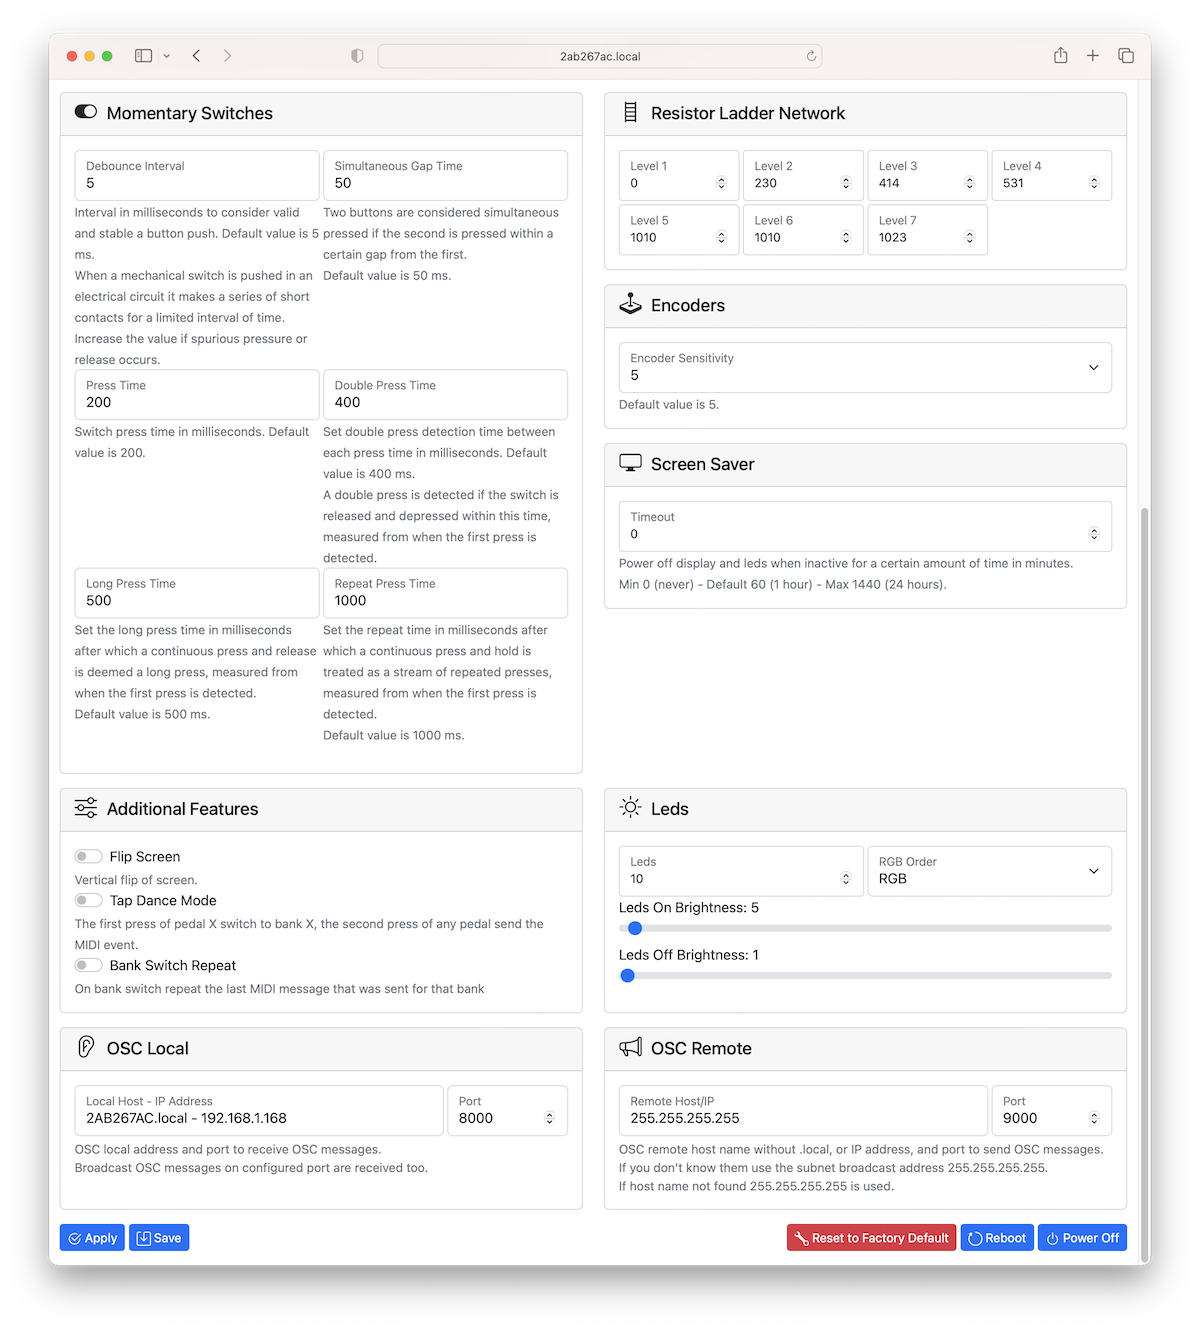 2ab267ac.local
Momentary Switches
Debounce Interval
5
Simultaneous Gap Time
50
Interval in milliseconds to consider valid
and stable a button push. Default value is 5
ms.
When a mechanical switch is pushed in an
electrical circuit it makes a series of short
contacts for a limited interval of time.
Increase the value if spurious pressure or
release occurs.
Two buttons are considered simultaneous
pressed if the second is pressed within a
certain gap from the first.
Default value is 50 ms.
Press Time
200
Double Press Time
400
Switch press time in milliseconds. Default
value is 200.
Set double press detection time between
each press time in milliseconds. Default
value is 400 ms.
A double press is detected if the switch is
released and depressed within this time,
measured from when the first press is
detected.
Long Press Time
500
Repeat Press Time
1000
Set the long press time in milliseconds
after which a continuous press and release
is deemed a long press, measured from
when the first press is detected.
Default value is 500 ms.
Set the repeat time in milliseconds after
which a continuous press and hold is
treated as a stream of repeated presses,
measured from when the first press is
detected.
Default value is 1000 ms.
Resistor Ladder Network
Level 1
0
Level 2
230
Level 3
414
Level 4
531
Level 5
1010
Level 6
1010
Level 7
1023
Encoders
Encoder Sensitivity
5
Default value is 5.
Screen Saver
Timeout
0
Power off display and leds when inactive for a certain amount of time in minutes.
Min 0 (never) - Default 60 (1 hour) - Max 1440 (24 hours).
Additional Features
Flip Screen
Vertical flip of screen.
Tap Dance Mode
The first press of pedal X switch to bank X, the second press of any pedal send the
MIDI event.
Bank Switch Repeat
On bank switch repeat the last MIDI message that was sent for that bank
Leds
Leds
10
RGB Order
RGB
Leds On Brightness: 5
Leds Off Brightness: 1
OSC Local
Local Host - IP Address
2AB267AC.local - 192.168.1.168
Port
8000
OSC local address and port to receive OSC messages.
Broadcast OSC messages on configured port are received too.
OSC Remote
Remote Host/IP
255.255.255.255
Port
9000
OSC remote host name without .local, or IP address, and port to send OSC messages.
If you don't know them use the subnet broadcast address 255.255.255.255.
If host name not found 255.255.255.255 is used.
Apply
Save
Reset to Factory Default
Reboot
Power Off